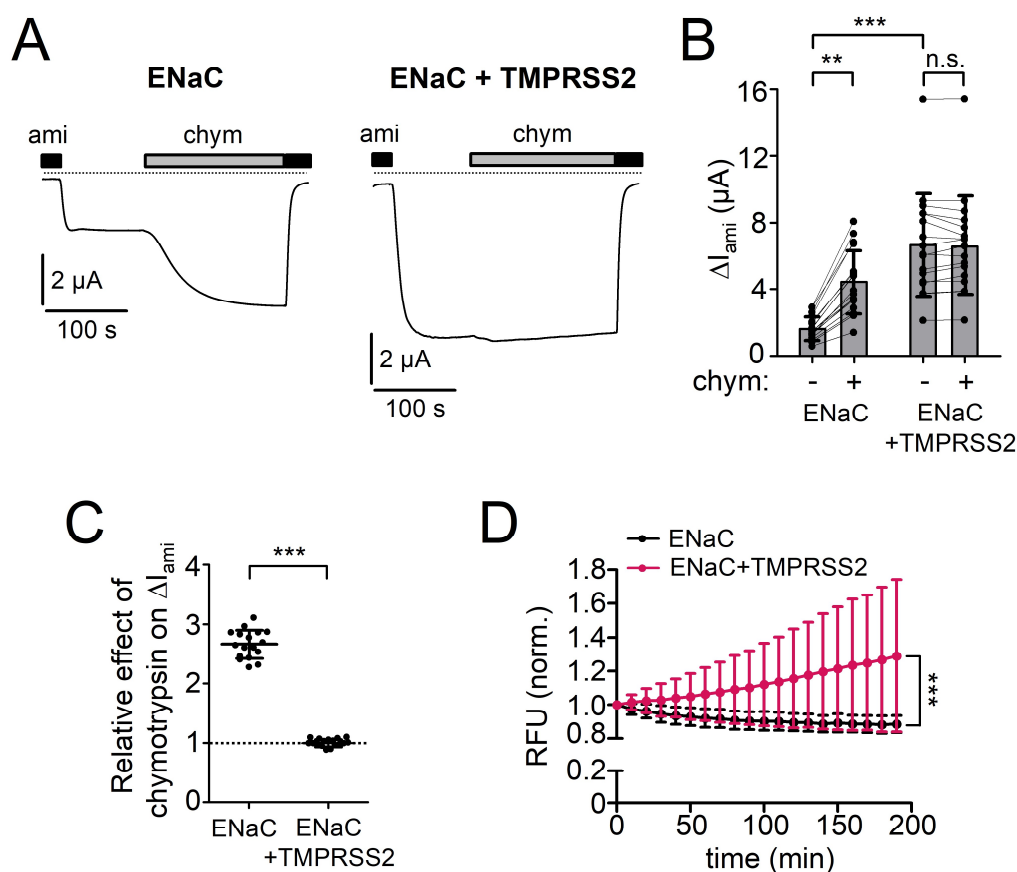 A
ENaC
ENaC + TMPRSS2
ami
chym
ami
chym
2 µA
100 s
2 µA
100 s
B
***
**
n.s.
16
12
8
4
0
ΔIami (µA)
chym:
-
+
-
+
ENaC
ENaC
+TMPRSS2
C
***
4
3
2
1
0
Relative effect of
chymotrypsin on ΔIami
ENaC
ENaC
+TMPRSS2
D
ENaC
ENaC+TMPRSS2
1.8
1.6
1.4
1.2
1.0
0.8
0.2
0
RFU (norm.)
***
0
50
100
150
200
time (min)